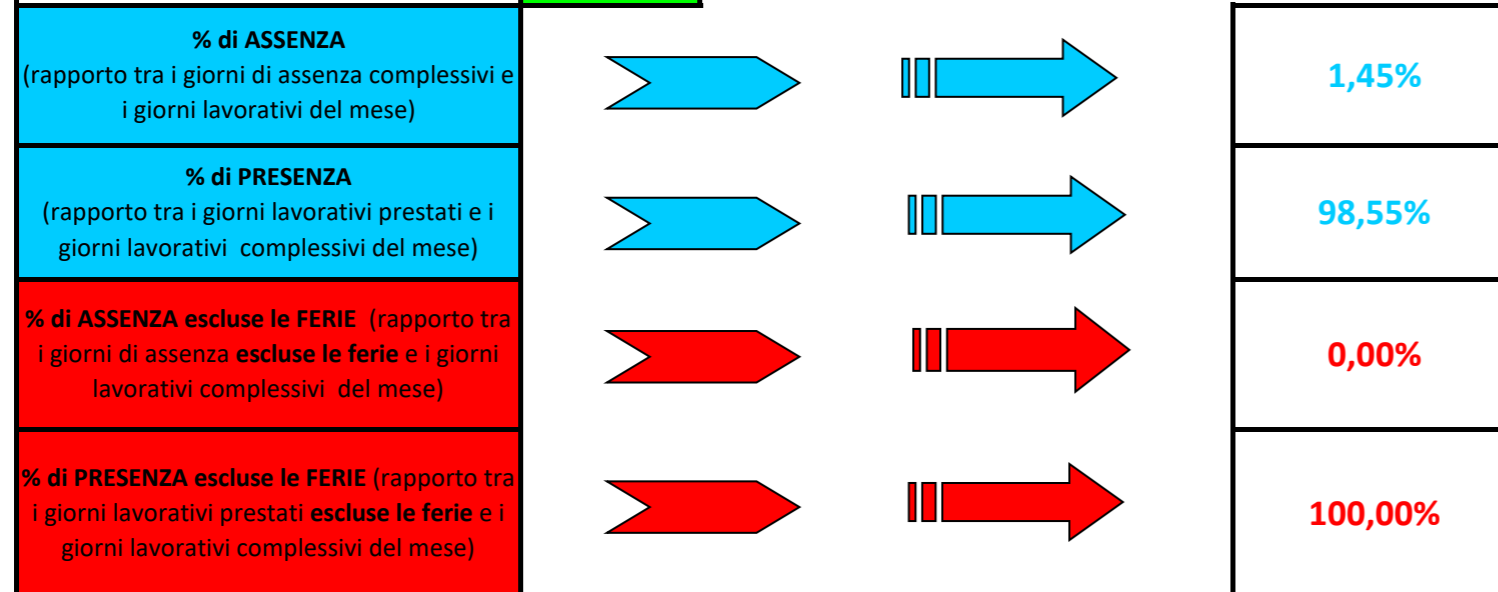 % di ASSENZA
(rapporto tra i giorni di assenza complessivi e
i giorni lavorativi del mese)
1,45%
% di PRESENZA
(rapporto tra i giorni lavorativi prestati e i
giorni lavorativi  complessivi del mese)
98,55%
% di ASSENZA escluse le FERIE  (rapporto tra
i giorni di assenza escluse le ferie e i giorni
lavorativi complessivi  del mese)
0,00%
% di PRESENZA escluse le FERIE (rapporto tra
i giorni lavorativi prestati escluse le ferie e i
giorni lavorativi complessivi del mese)
100,00%